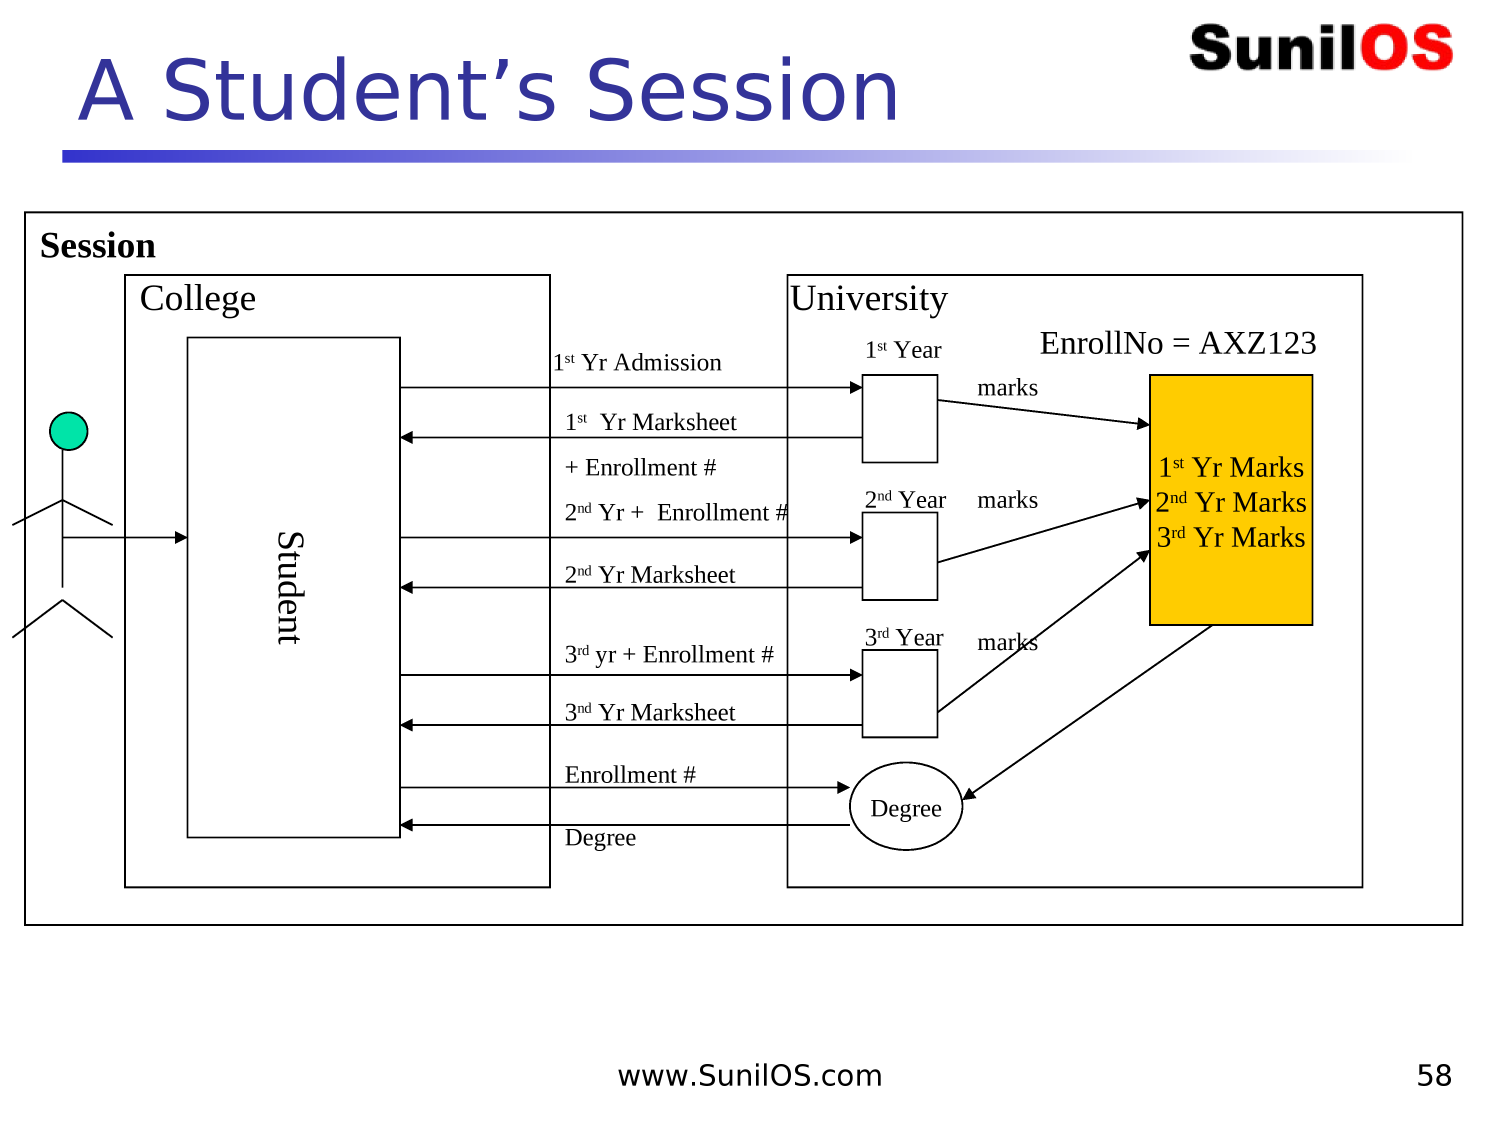 A Student’s Session
SunilOS
Session
College
University
EnrollNo = AXZ123
1st Year
1st Yr Admission
marks
1st  Yr Marksheet
+ Enrollment #
1st Yr Marks
2nd Yr Marks
3rd Yr Marks
2nd Year
marks
2nd Yr +  Enrollment #
Student
2nd Yr Marksheet
3rd Year
marks
3rd yr + Enrollment #
3nd Yr Marksheet
Enrollment #
Degree
Degree
www.SunilOS.com
58